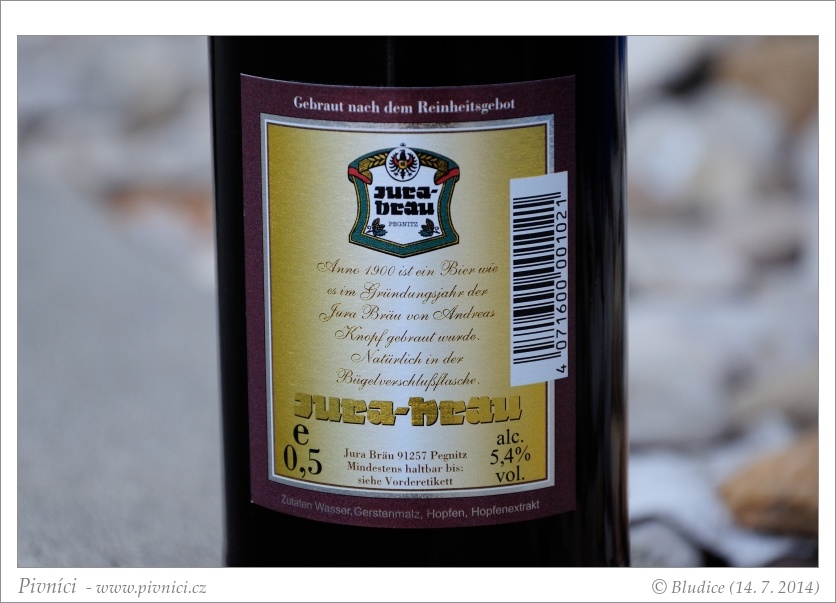 Gebraut nach dem Reinheitsgebot
Jura-
bräu
PEGNITZ
Anno 1900 ist ein Bier wie
es im Gründungsjahr der
Jura Bräu von Andreas
Knopf gebraut wurde.
Natürlich in der
Bügelverschlußflasche.
Jura-bräu
e
0,5
Jura Bräu 91257 Pegnitz
Mindestens haltbar bis:
siehe Vorderetikett
alc.
5,4%
vol.
Zutaten Wasser,Gerstenmalz, Hopfen, Hopfenextrakt
4 071600 001021
Pivníci - www.pivnici.cz
© Bludice (14. 7. 2014)